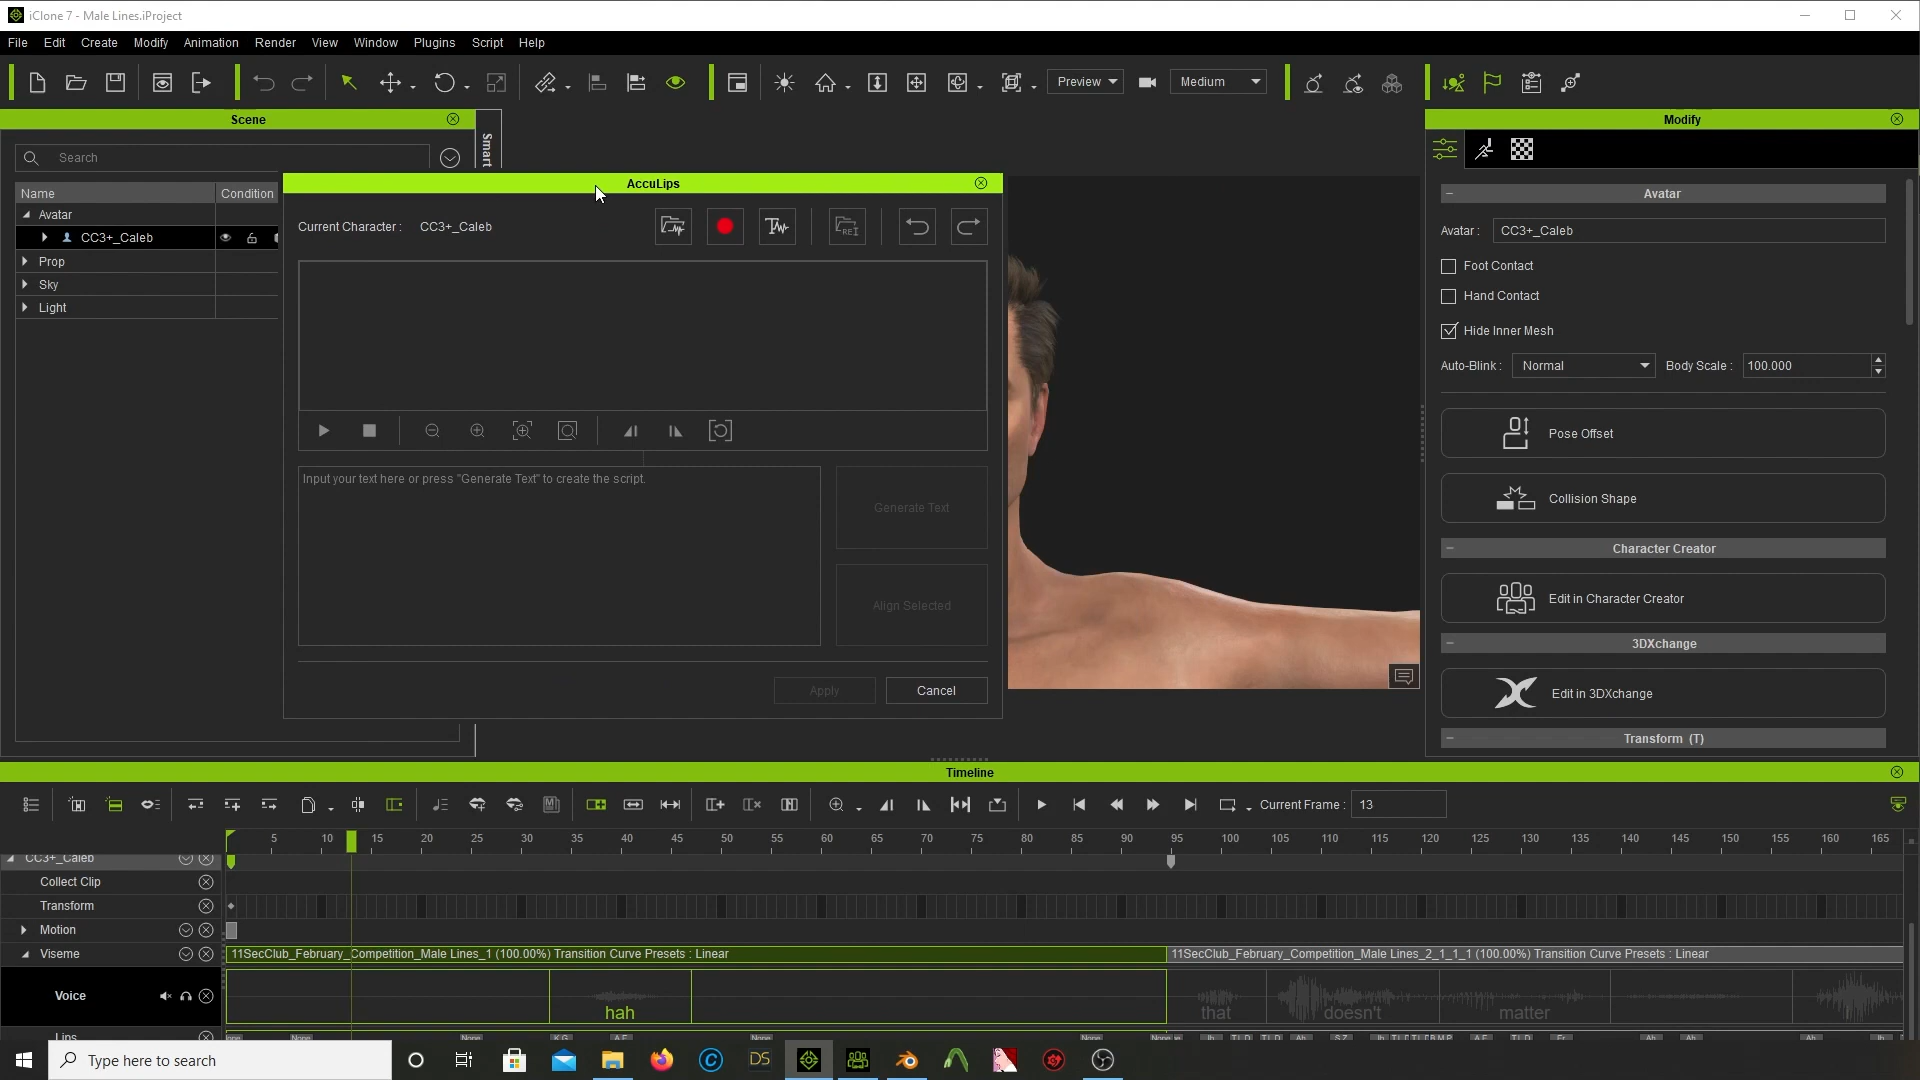 iClone 7 - Male Lines.iProject
File Edit Create Modify Animation Render View Window Plugins Script Help
Preview Medium
Scene
Smart
Modify
Search
Name Condition
Avatar
CC3+_Caleb
Prop
Sky
Light
AccuLips
Current Character : CC3+_Caleb
Input your text here or press "Generate Text" to create the script.
Generate Text
Align Selected
Apply Cancel
Avatar
Avatar : CC3+_Caleb
Foot Contact
Hand Contact
Hide Inner Mesh
Auto-Blink : Normal Body Scale : 100.000
Pose Offset
Collision Shape
Character Creator
Edit in Character Creator
3DXchange
Edit in 3DXchange
Transform (T)
Timeline
Current Frame : 13
5 10 15 20 25 30 35 40 45 50 55 60 65 70 75 80 85 90 95 100 105 110 115 120 125 130 135 140 145 150 155 160 165
CC3+_Caleb
Collect Clip
Transform
Motion
Viseme 11SecClub_February_Competition_Male Lines_1 (100.00%) Transition Curve Presets : Linear 11SecClub_February_Competition_Male Lines_2_1_1_1 (100.00%) Transition Curve Presets : Linear
Voice hah that doesn't matter
Lips
Type here to search